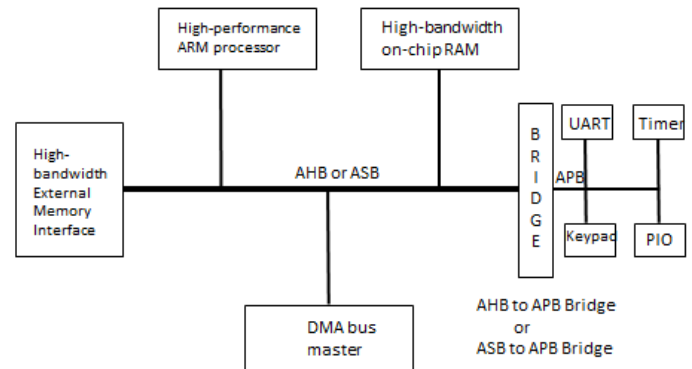 High-performance
ARM processor
High-bandwidth
on-chip RAM
High-
bandwidth
External
Memory
Interface
AHB or ASB
B
R
I
D
G
E
UART
Timer
APB
Keypad
PIO
DMA bus
master
AHB to APB Bridge
or
ASB to APB Bridge